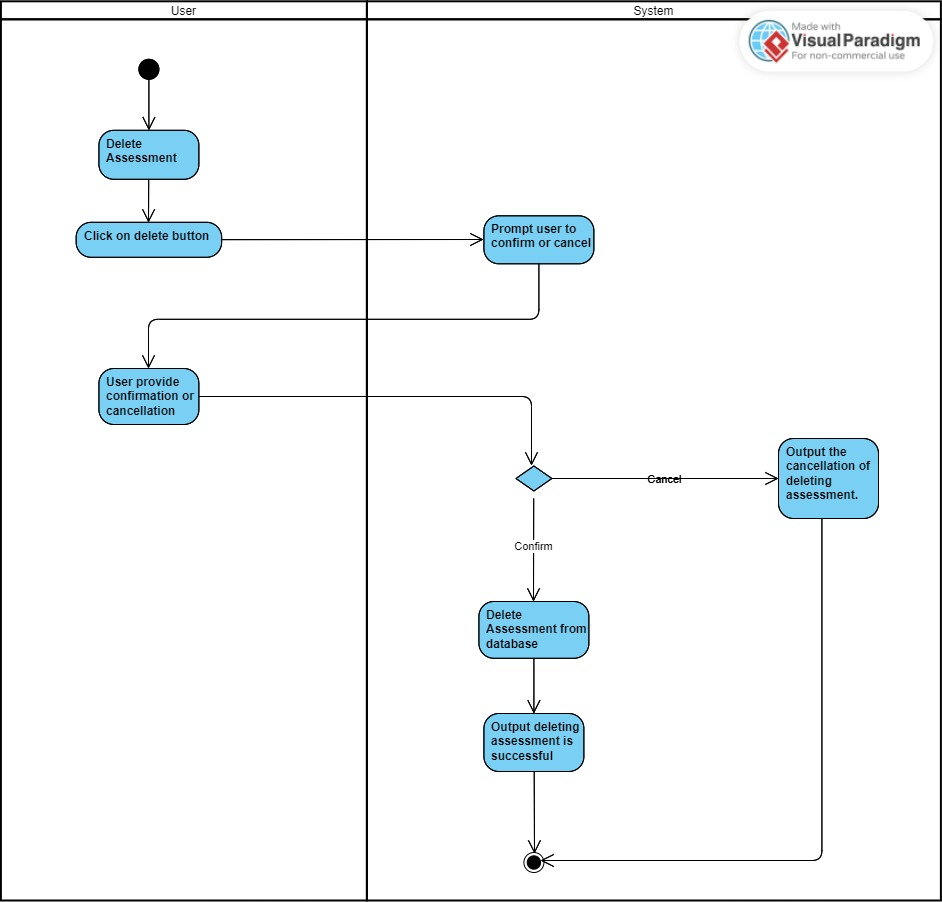 User
System
Made with
Visual Paradigm
For non-commercial use
Delete
Assessment
Click on delete button
Prompt user to
confirm or cancel
User provide
confirmation or
cancellation
Output the
cancellation of
deleting
assessment.
Cancel
Confirm
Delete
Assessment from
database
Output deleting
assessment is
successful